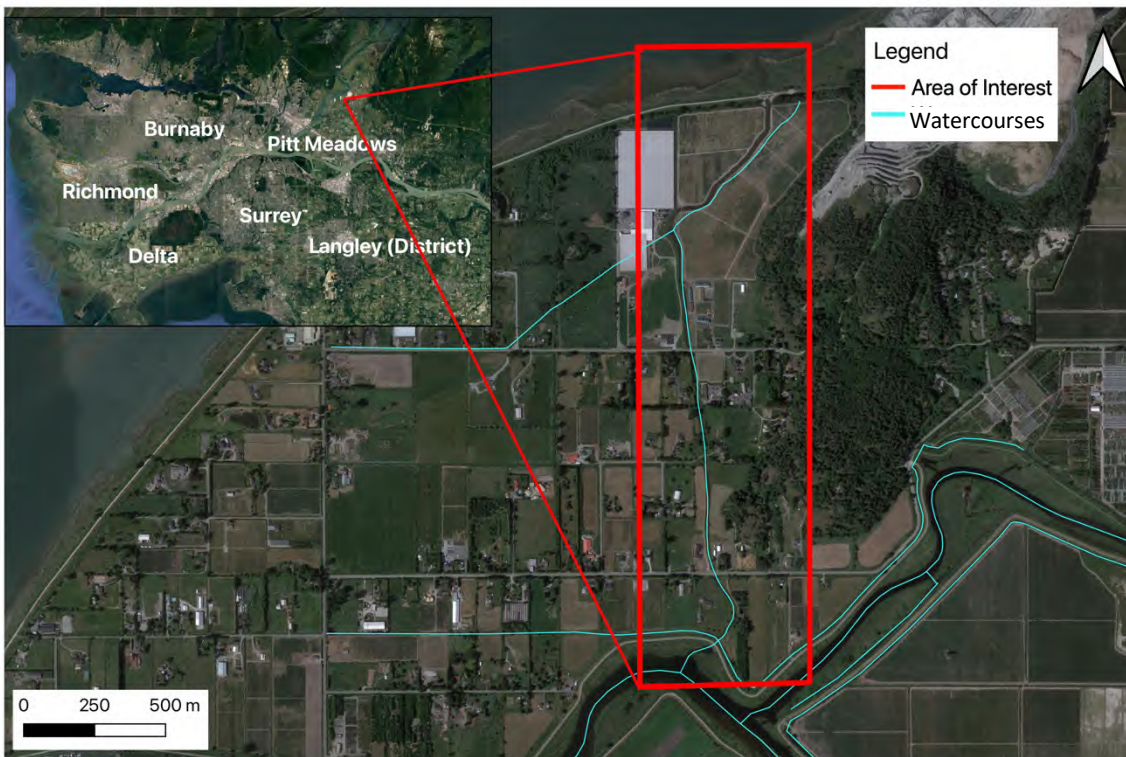 Burnaby
Pitt Meadows
Richmond
Surrey
Delta
Langley (District)
Legend
Area of Interest
Watercourses
0 250 500 m